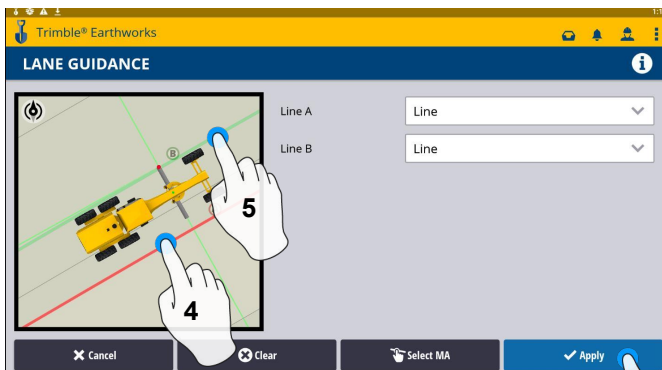 Trimble® Earthworks
LANE GUIDANCE
Line A
Line
B
Line B
Line
5
4
Cancel
Clear
Select MA
Apply